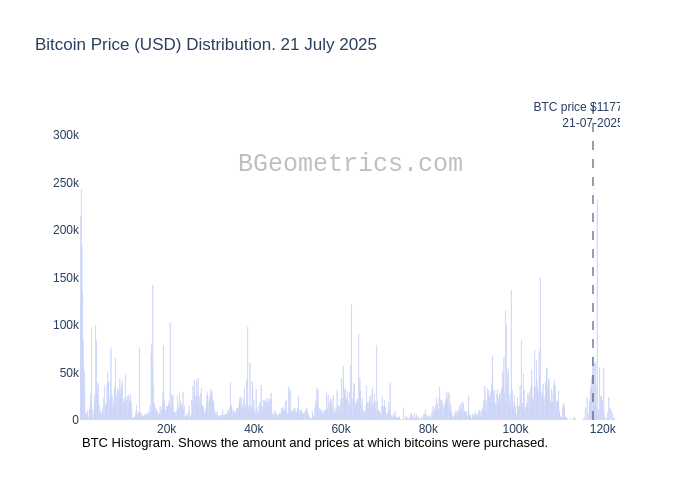 Bitcoin Price (USD) Distribution. 21 July 2025
BTC price $1177
21-07-2025
BGeometrics.com
300k
250k
200k
150k
100k
50k
0
20k
40k
60k
80k
100k
120k
BTC Histogram. Shows the amount and prices at which bitcoins were purchased.